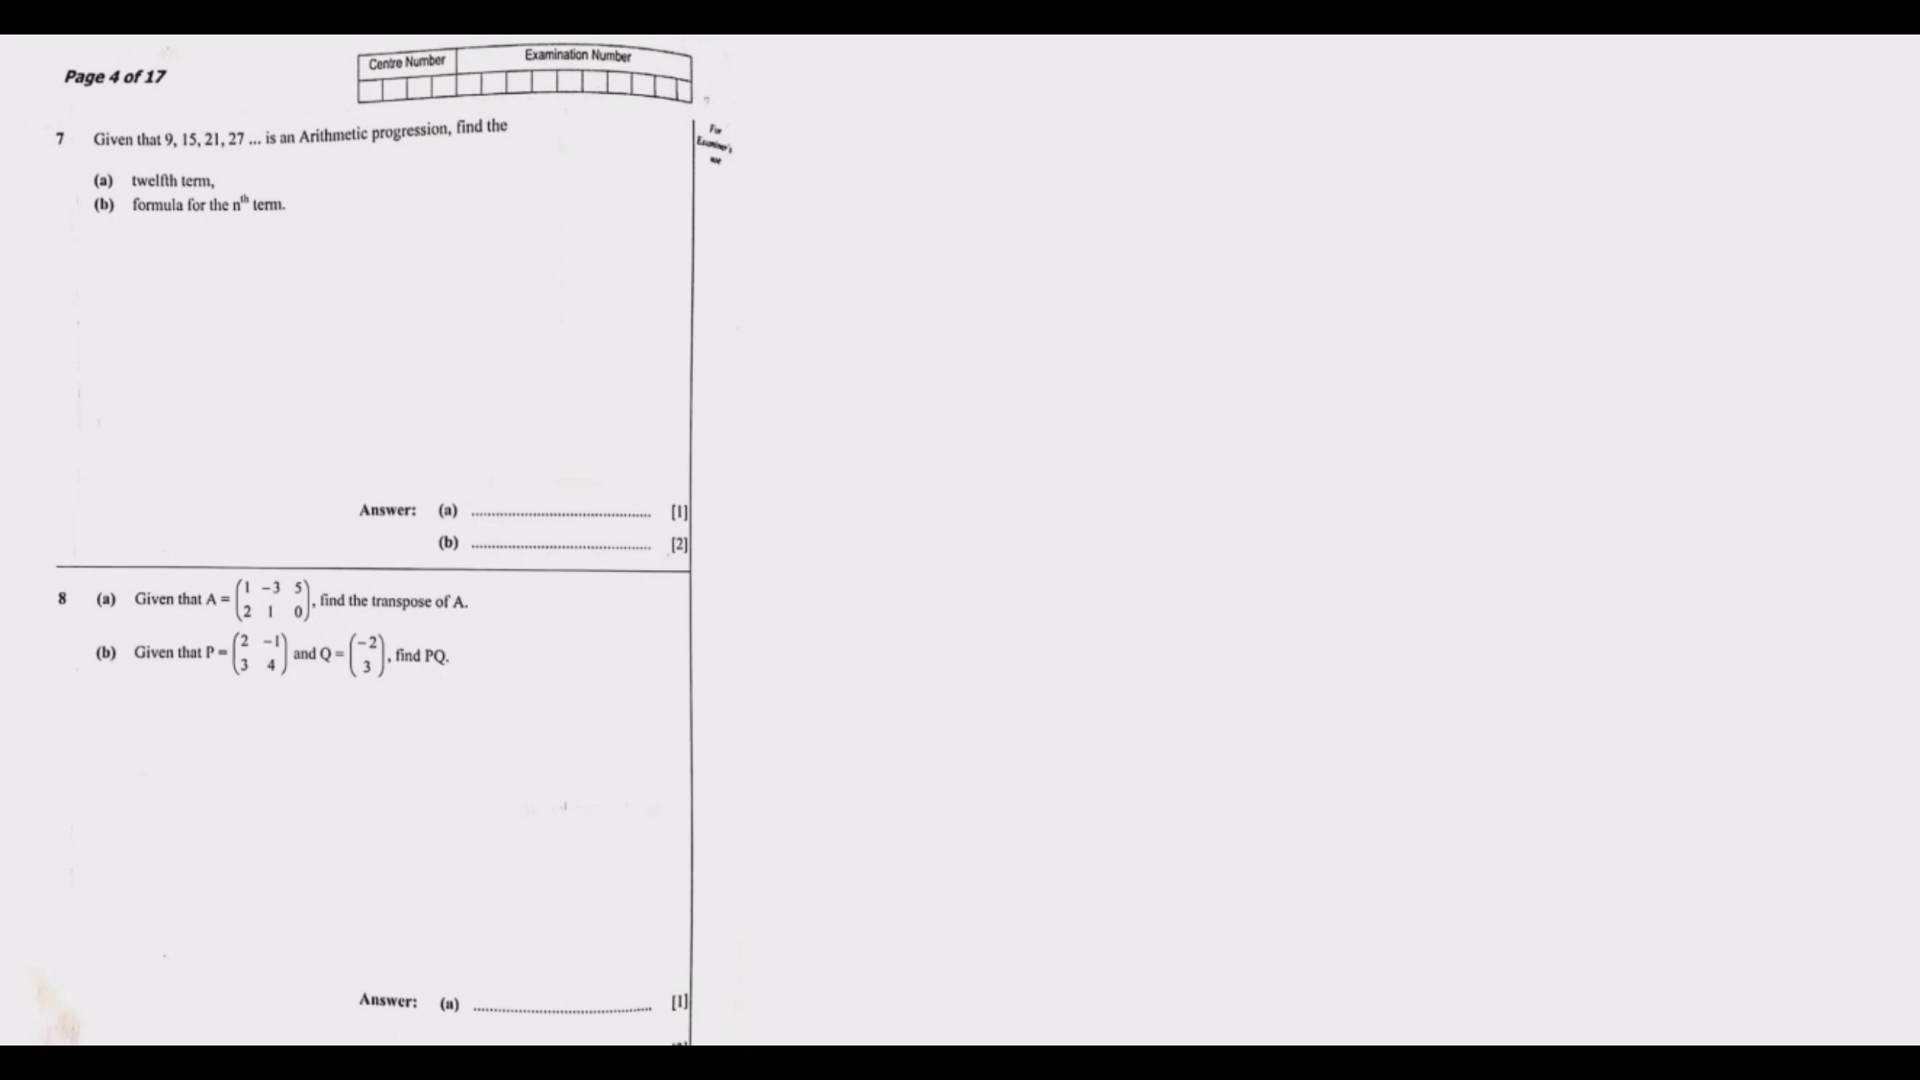 Page 4 of 17
Centre Number Examination Number
For
Examiner's
use
7 Given that 9, 15, 21, 27 ... is an Arithmetic progression, find the
(a) twelfth term,
(b) formula for the nᵗʰ term.
Answer: (a) ............................................. [1]
(b) ............................................. [2]
8 (a) Given that A = (1 −3 5
2 1 0), find the transpose of A.
(b) Given that P = (2 −1
3 4) and Q = (−2
3), find PQ.
Answer: (a) ............................................. [1]